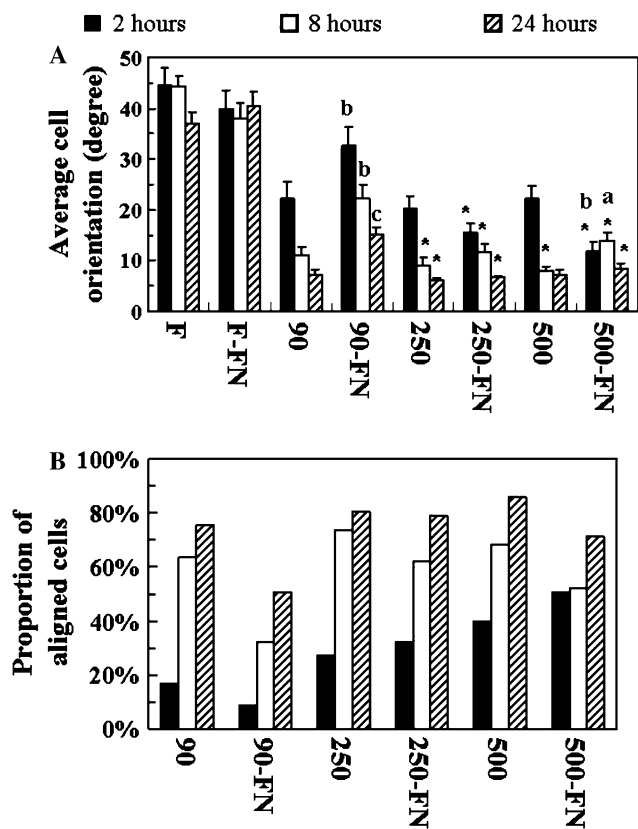 2 hours 8 hours 24 hours
A
Average cell
orientation (degree)
50
40
30
20
10
0
b
b
c
* *
* * *
*
b a
* * *
F F-FN 90 90-FN 250 250-FN 500 500-FN
B
Proportion of
aligned cells
100%
80%
60%
40%
20%
0%
90 90-FN 250 250-FN 500 500-FN